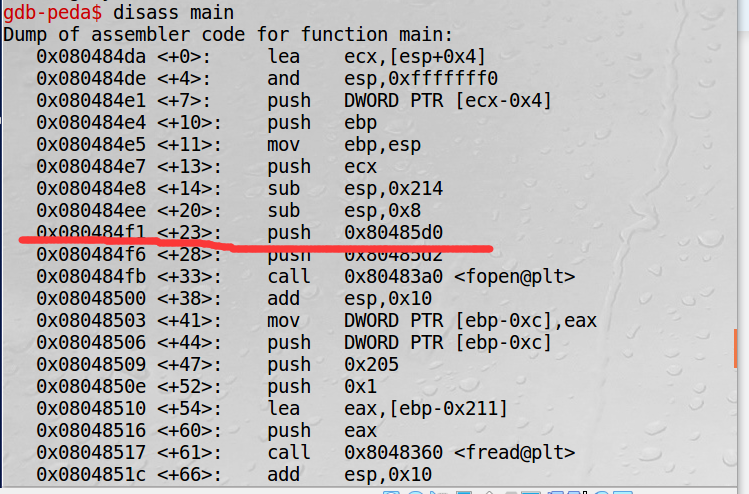 gdb-peda$ disass main
Dump of assembler code for function main:
0x080484da <+0>: lea ecx,[esp+0x4]
0x080484de <+4>: and esp,0xfffffff0
0x080484e1 <+7>: push DWORD PTR [ecx-0x4]
0x080484e4 <+10>: push ebp
0x080484e5 <+11>: mov ebp,esp
0x080484e7 <+13>: push ecx
0x080484e8 <+14>: sub esp,0x214
0x080484ee <+20>: sub esp,0x8
0x080484f1 <+23>: push 0x80485d0
0x080484f6 <+28>: push 0x80485d2
0x080484fb <+33>: call 0x80483a0 <fopen@plt>
0x08048500 <+38>: add esp,0x10
0x08048503 <+41>: mov DWORD PTR [ebp-0xc],eax
0x08048506 <+44>: push DWORD PTR [ebp-0xc]
0x08048509 <+47>: push 0x205
0x0804850e <+52>: push 0x1
0x08048510 <+54>: lea eax,[ebp-0x211]
0x08048516 <+60>: push eax
0x08048517 <+61>: call 0x8048360 <fread@plt>
0x0804851c <+66>: add esp,0x10